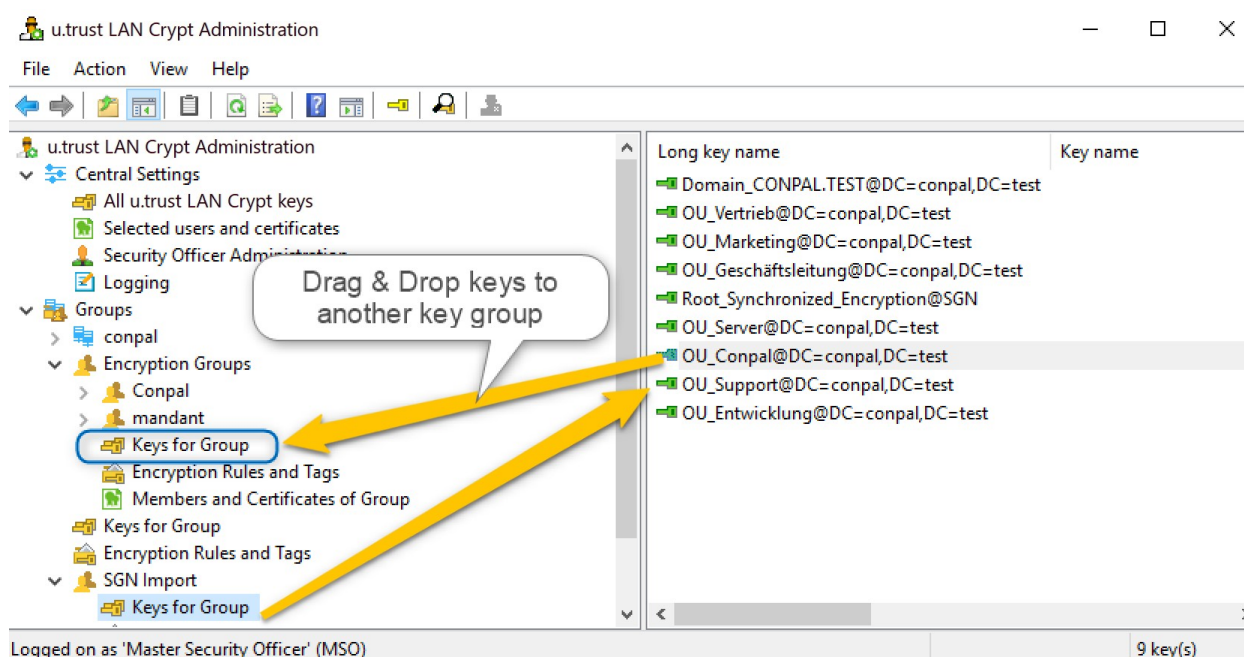 u.trust LAN Crypt Administration
File Action View Help
u.trust LAN Crypt Administration
Central Settings
All u.trust LAN Crypt keys
Selected users and certificates
Security Officer Administration
Logging
Groups
conpal
Encryption Groups
Conpal
mandant
Keys for Group
Encryption Rules and Tags
Members and Certificates of Group
Keys for Group
Encryption Rules and Tags
SGN Import
Keys for Group
Drag & Drop keys to
another key group
Long key name Key name
Domain_CONPAL.TEST@DC=conpal,DC=test
OU_Vertrieb@DC=conpal,DC=test
OU_Marketing@DC=conpal,DC=test
OU_Geschäftsleitung@DC=conpal,DC=test
Root_Synchronized_Encryption@SGN
OU_Server@DC=conpal,DC=test
OU_Conpal@DC=conpal,DC=test
OU_Support@DC=conpal,DC=test
OU_Entwicklung@DC=conpal,DC=test
Logged on as 'Master Security Officer' (MSO) 9 key(s)